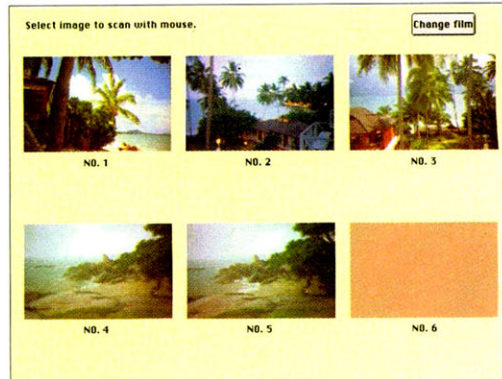 Select image to scan with mouse.
Change film
NO. 1
NO. 2
NO. 3
NO. 4
NO. 5
NO. 6